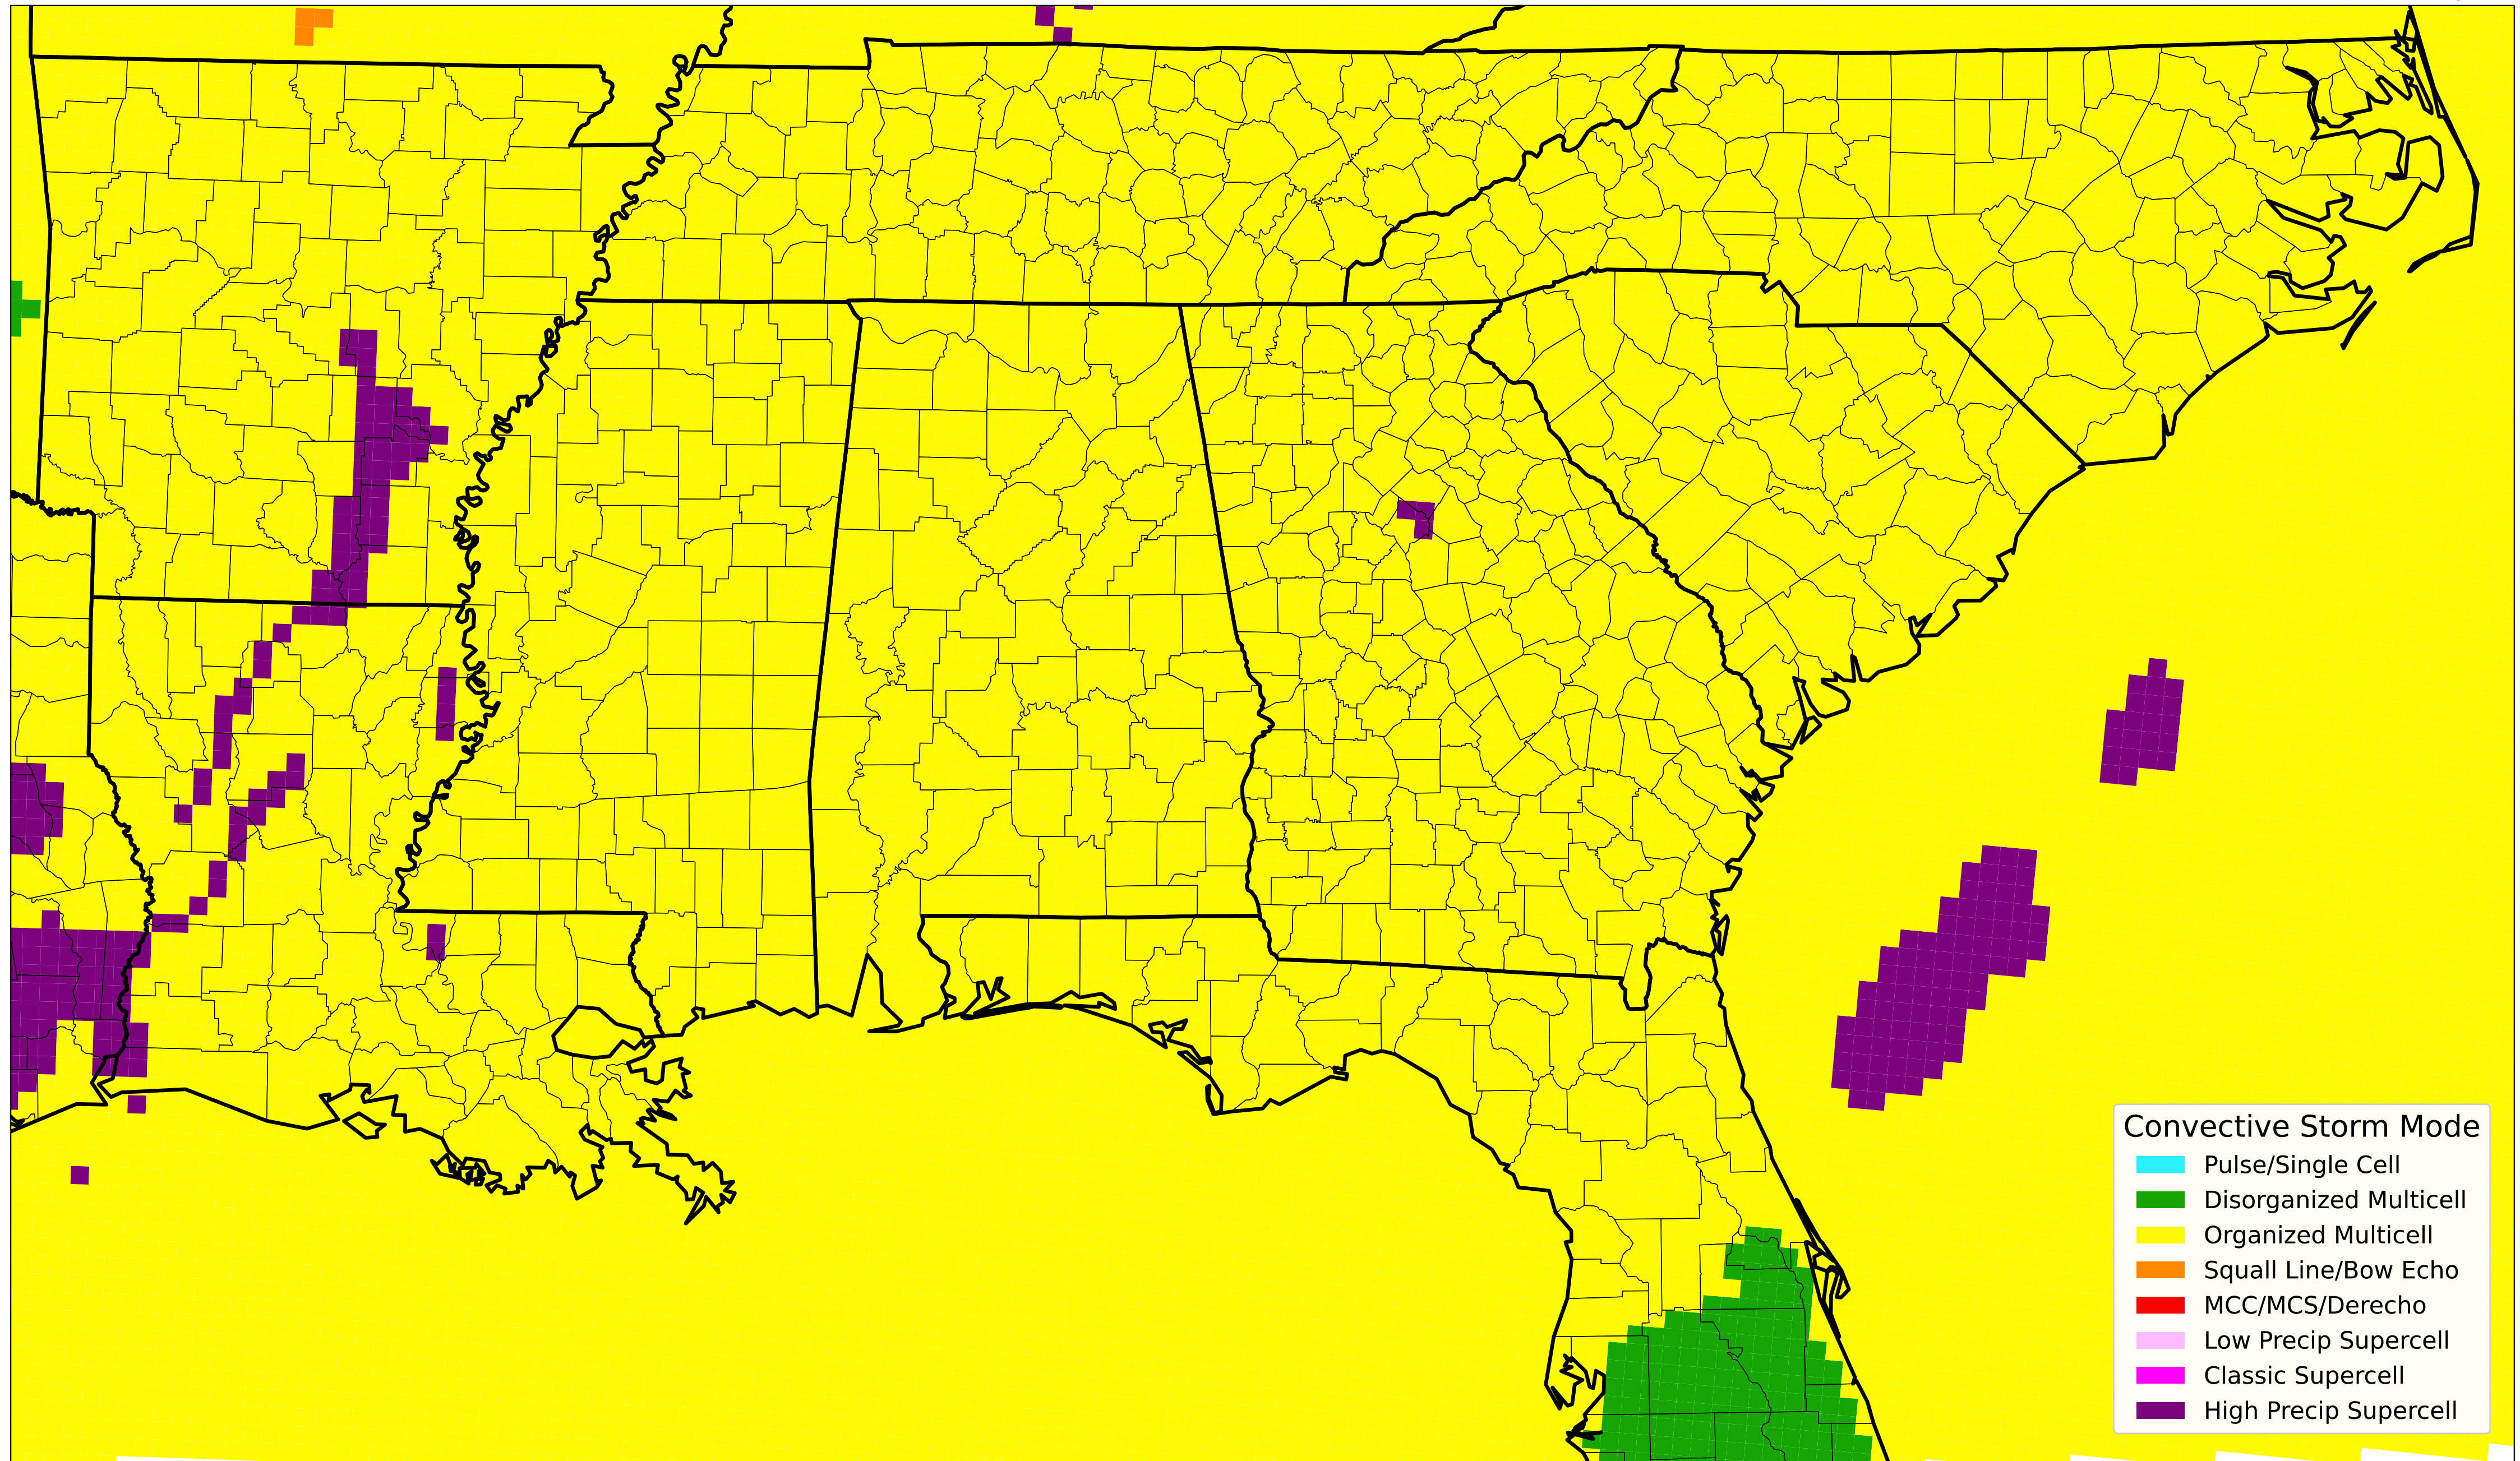 Convective Storm Mode
Pulse/Single Cell
Disorganized Multicell
Organized Multicell
Squall Line/Bow Echo
MCC/MCS/Derecho
Low Precip Supercell
Classic Supercell
High Precip Supercell